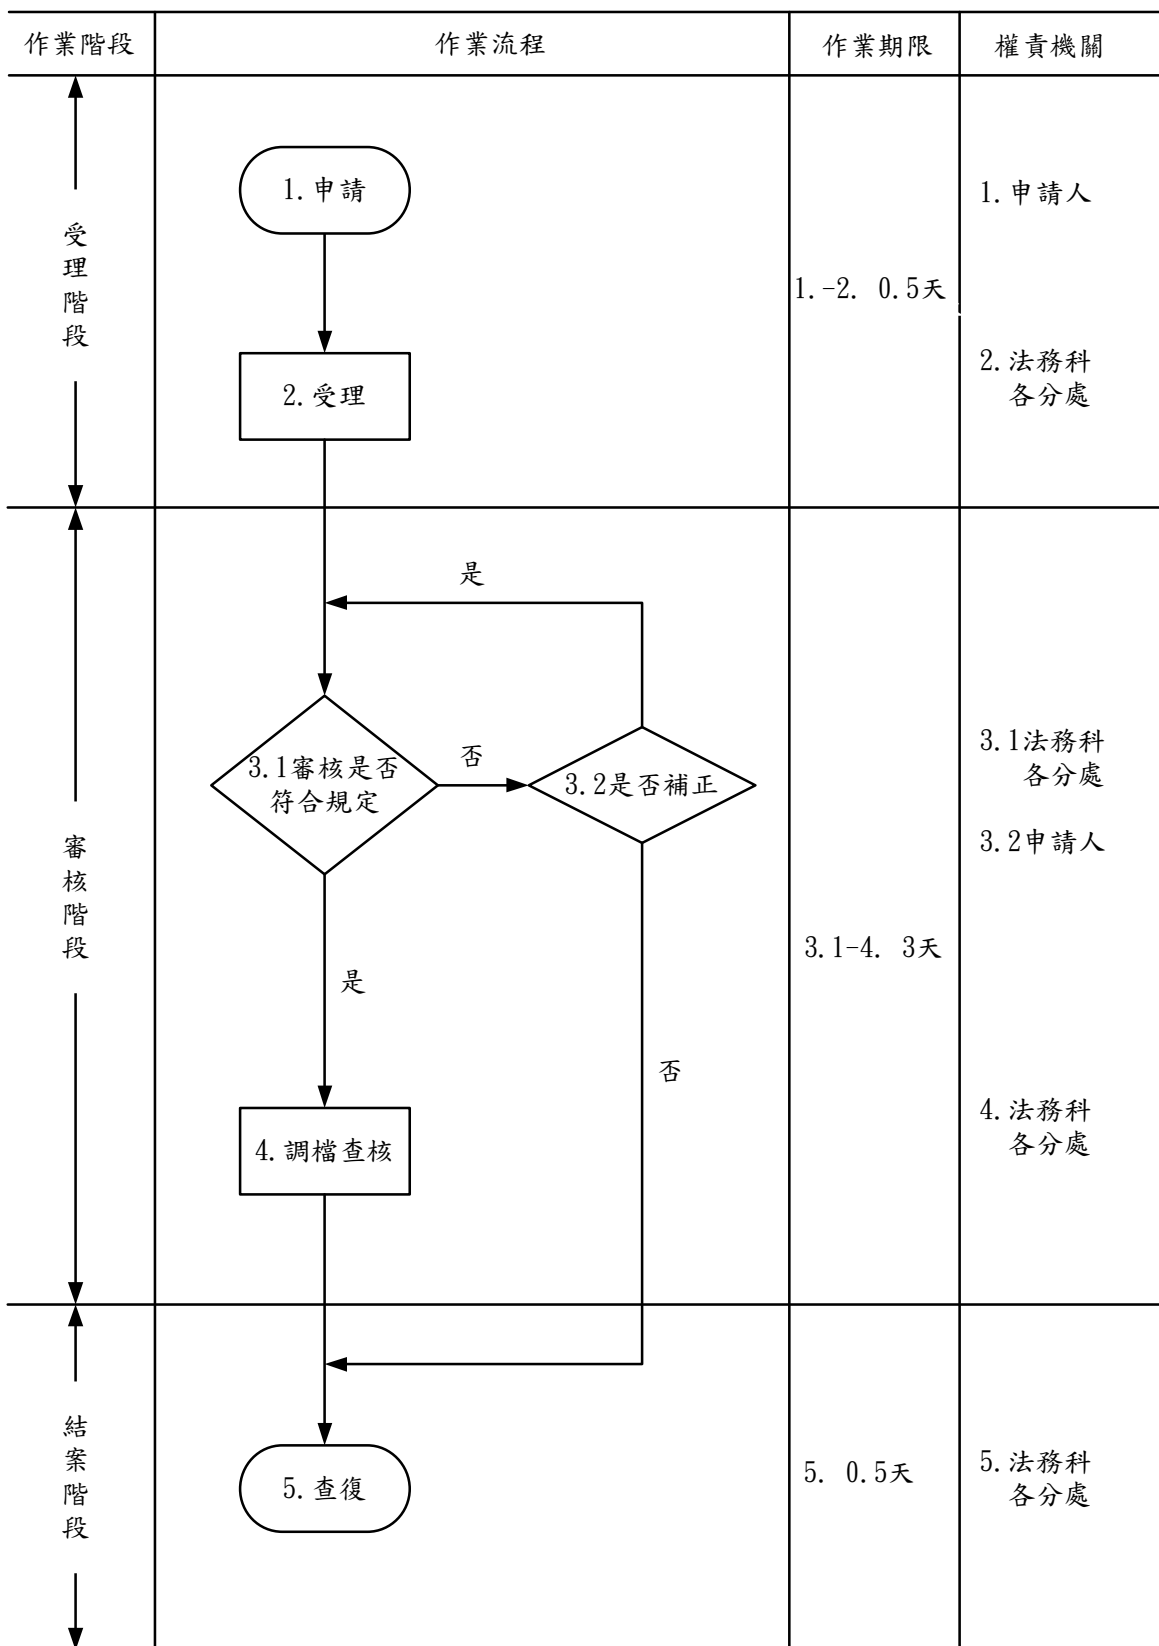 作業階段
作業流程
作業期限
權責機關
受理階段
1.申請
1.申請人
1.-2. 0.5天
2.受理
2.法務科
各分處
審核階段
是
3.1審核是否
符合規定
否
3.2是否補正
3.1法務科
各分處
3.2申請人
3.1-4. 3天
是
否
4.調檔查核
4.法務科
各分處
結案階段
5.查復
5. 0.5天
5.法務科
各分處